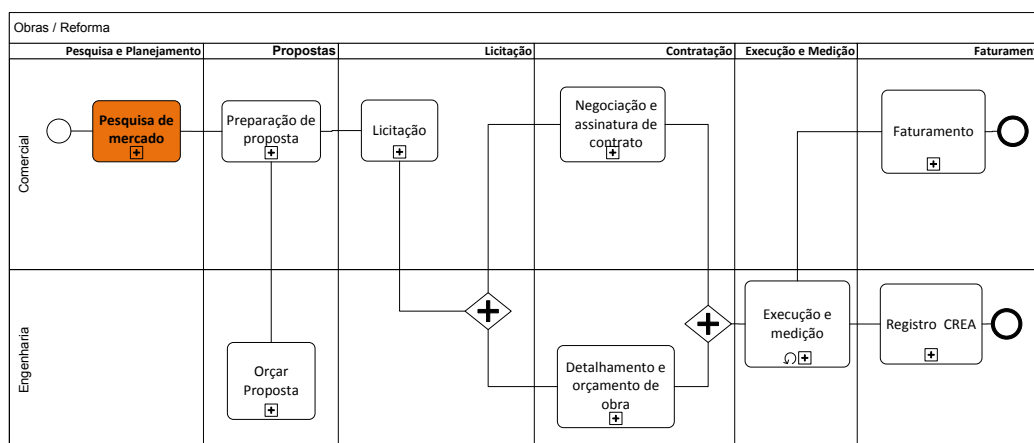 Obras / Reforma
Pesquisa e Planejamento
Propostas
Licitação
Contratação
Execução e Medição
Faturament
Comercial
Pesquisa de
mercado
Preparação de
proposta
Licitação
Negociação e
assinatura de
contrato
Faturamento
Engenharia
Orçar
Proposta
Detalhamento e
orçamento de
obra
Execução e
medição
Registro CREA